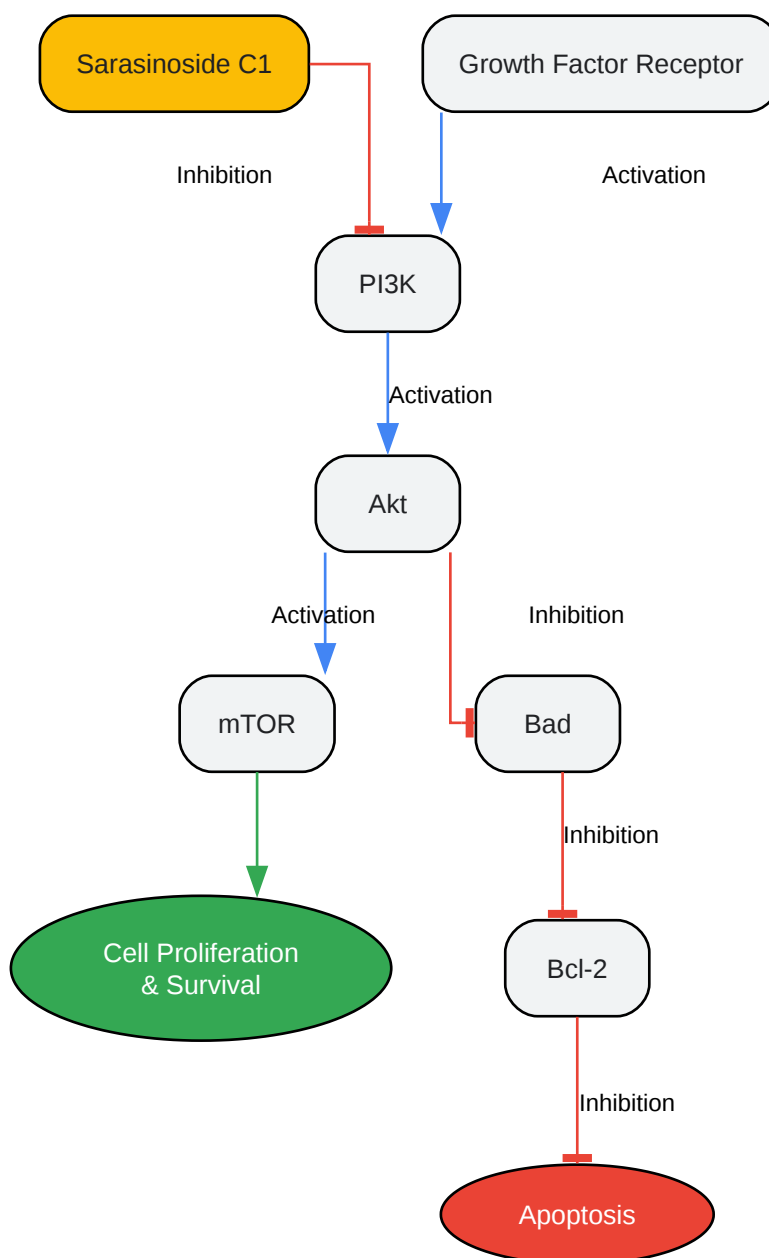 Sarasinoside C1
Growth Factor Receptor
Inhibition
Activation
PI3K
Activation
Akt
Activation
Inhibition
mTOR
Bad
Inhibition
Cell Proliferation
& Survival
Bcl-2
Inhibition
Apoptosis